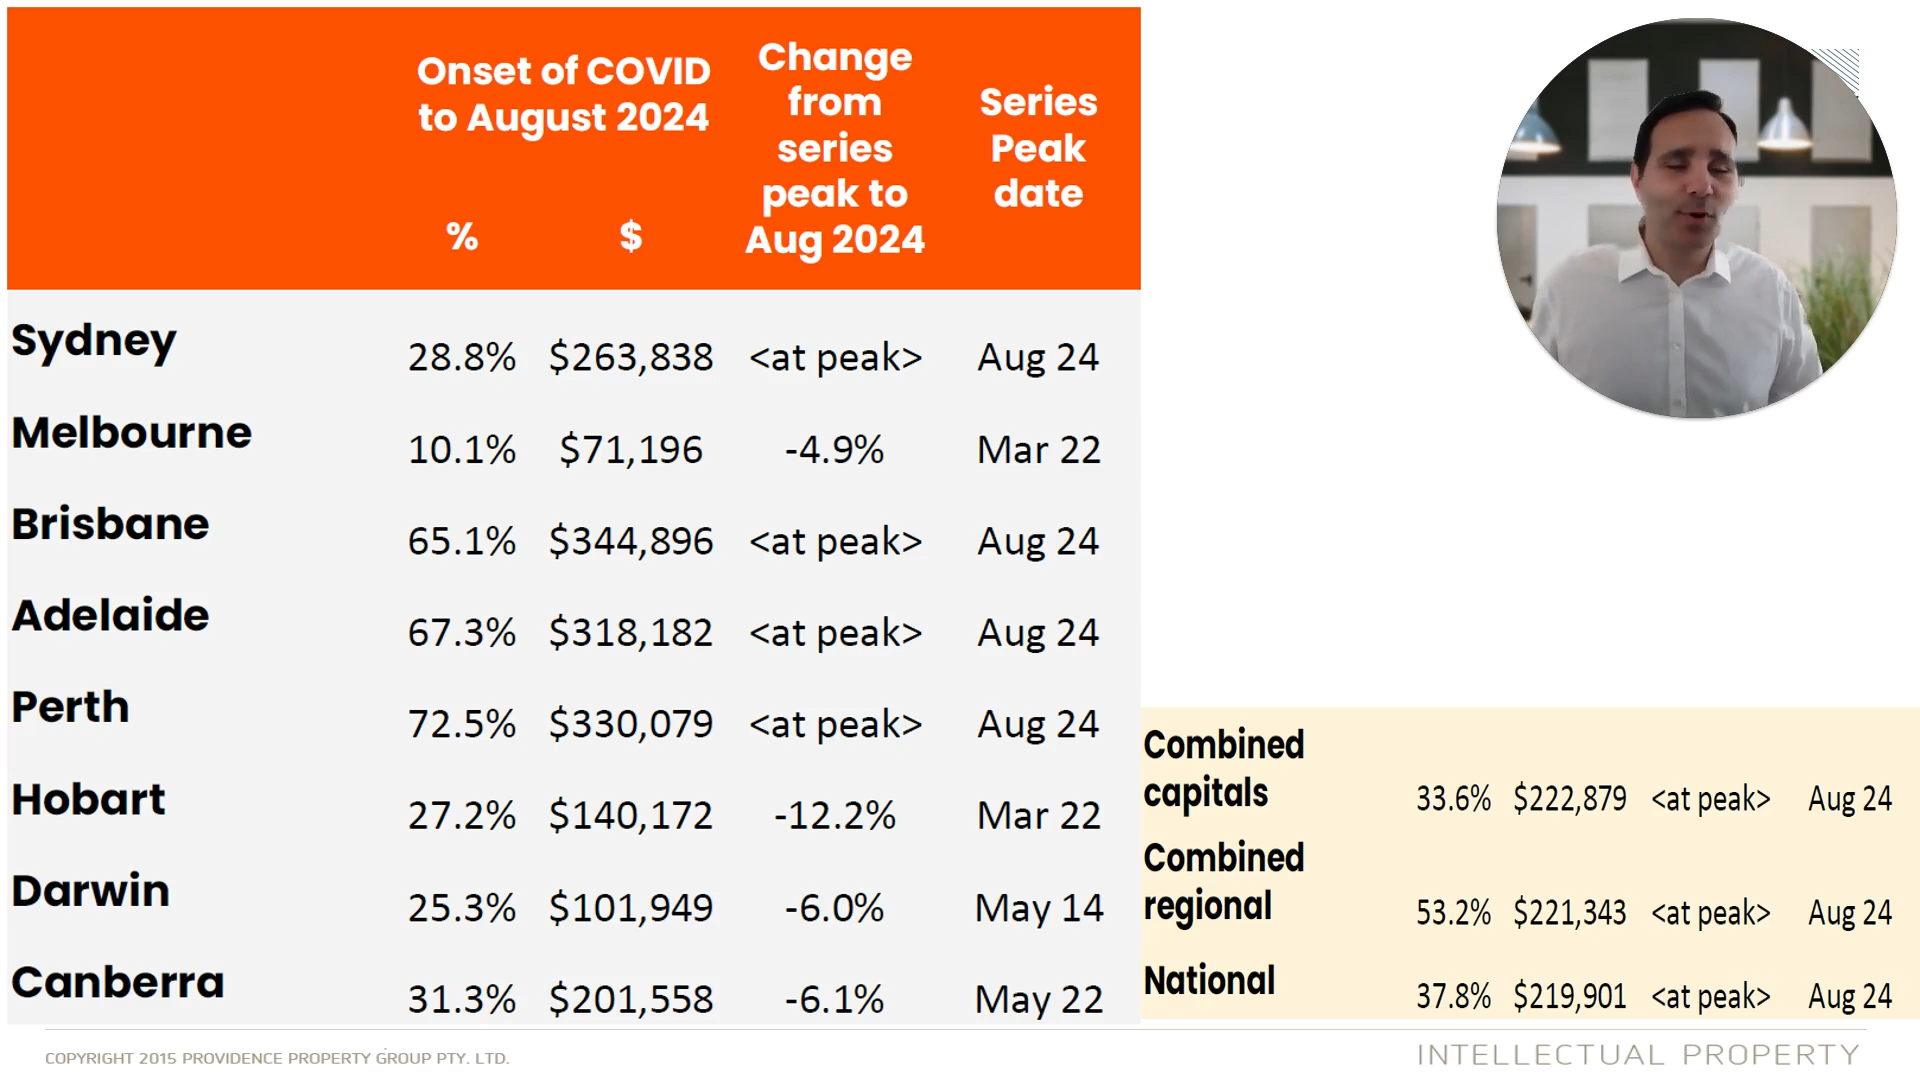 Onset of COVID
to August 2024
%
$
Change
from
series
peak to
Aug 2024
Series
Peak
date
Sydney 28.8% $263,838 <at peak> Aug 24
Melbourne 10.1% $71,196 -4.9% Mar 22
Brisbane 65.1% $344,896 <at peak> Aug 24
Adelaide 67.3% $318,182 <at peak> Aug 24
Perth 72.5% $330,079 <at peak> Aug 24
Hobart 27.2% $140,172 -12.2% Mar 22
Darwin 25.3% $101,949 -6.0% May 14
Canberra 31.3% $201,558 -6.1% May 22
Combined
capitals 33.6% $222,879 <at peak> Aug 24
Combined
regional 53.2% $221,343 <at peak> Aug 24
National 37.8% $219,901 <at peak> Aug 24
COPYRIGHT 2015 PROVIDENCE PROPERTY GROUP PTY. LTD.
INTELLECTUAL PROPERTY